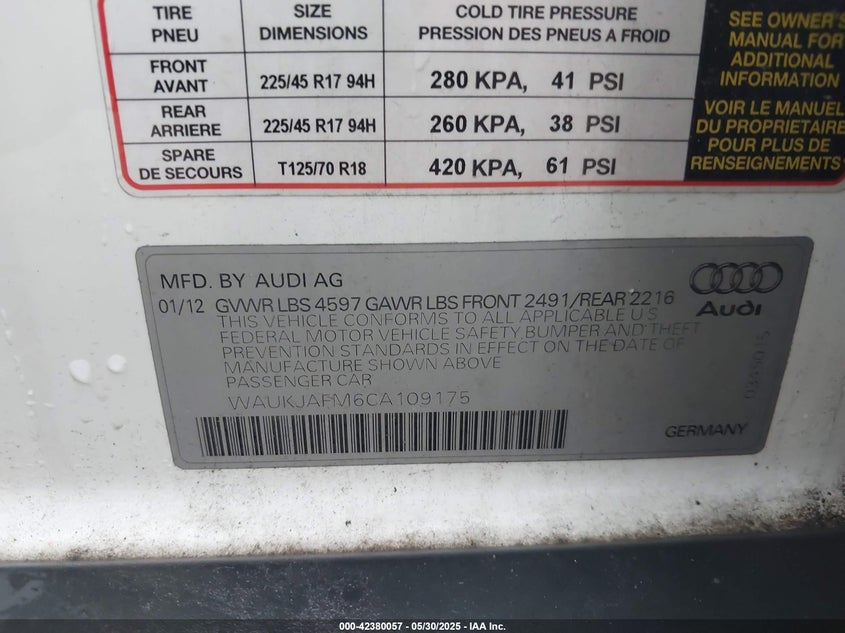 TIRE SIZE COLD TIRE PRESSURE
PNEU DIMENSIONS PRESSION DES PNEUS A FROID
FRONT
AVANT 225/45 R17 94H 280 KPA, 41 PSI
REAR
ARRIERE 225/45 R17 94H 260 KPA, 38 PSI
SPARE
DE SECOURS T125/70 R18 420 KPA, 61 PSI
SEE OWNER'S
MANUAL FOR
ADDITIONAL
INFORMATION
VOIR LE MANUEL
DU PROPRIETAIRE
POUR PLUS DE
RENSEIGNEMENTS
MFD. BY AUDI AG
01/12 GVWR LBS 4597 GAWR LBS FRONT 2491/REAR 2216
THIS VEHICLE CONFORMS TO ALL APPLICABLE U S
FEDERAL MOTOR VEHICLE SAFETY, BUMPER AND THEFT
PREVENTION STANDARDS IN EFFECT ON THE DATE OF
MANUFACTURE SHOWN ABOVE
PASSENGER CAR
WAUKJAFM6CA109175
Audi
GERMANY
000-42380057 - 05/30/2025 - IAA Inc.